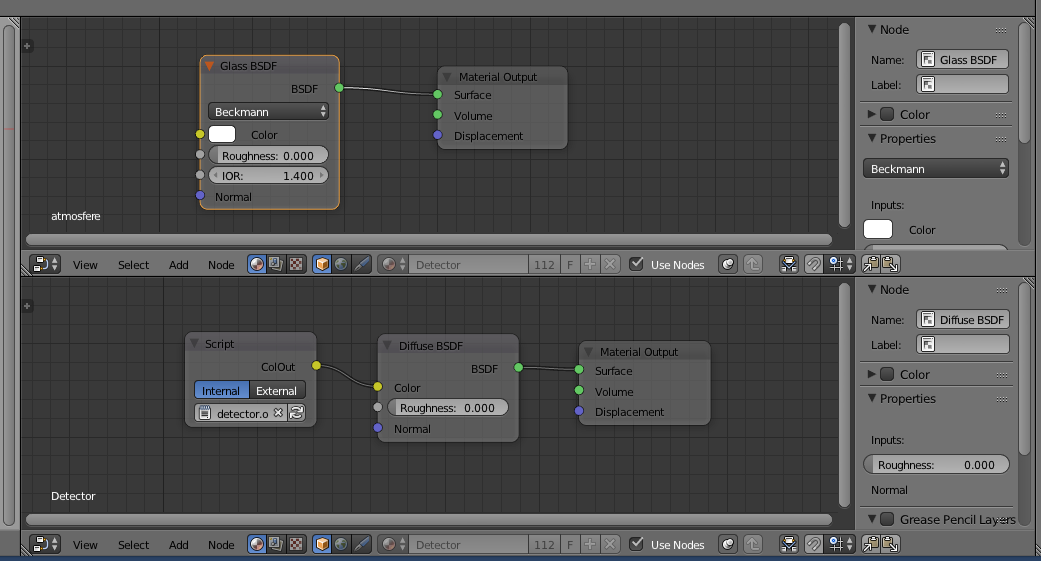 Glass BSDF
BSDF
Beckmann
Color
Roughness: 0.000
IOR: 1.400
Normal
Material Output
Surface
Volume
Displacement
atmosfere
Node
Name: Glass BSDF
Label:
Color
Properties
Beckmann
Inputs:
Color
View Select Add Node Detector 112 F Use Nodes
Script
ColOut
Internal External
detector.o
Diffuse BSDF
BSDF
Color
Roughness: 0.000
Normal
Material Output
Surface
Volume
Displacement
Detector
Node
Name: Diffuse BSDF
Label:
Color
Properties
Inputs:
Roughness: 0.000
Normal
Grease Pencil Layers
View Select Add Node Detector 112 F Use Nodes